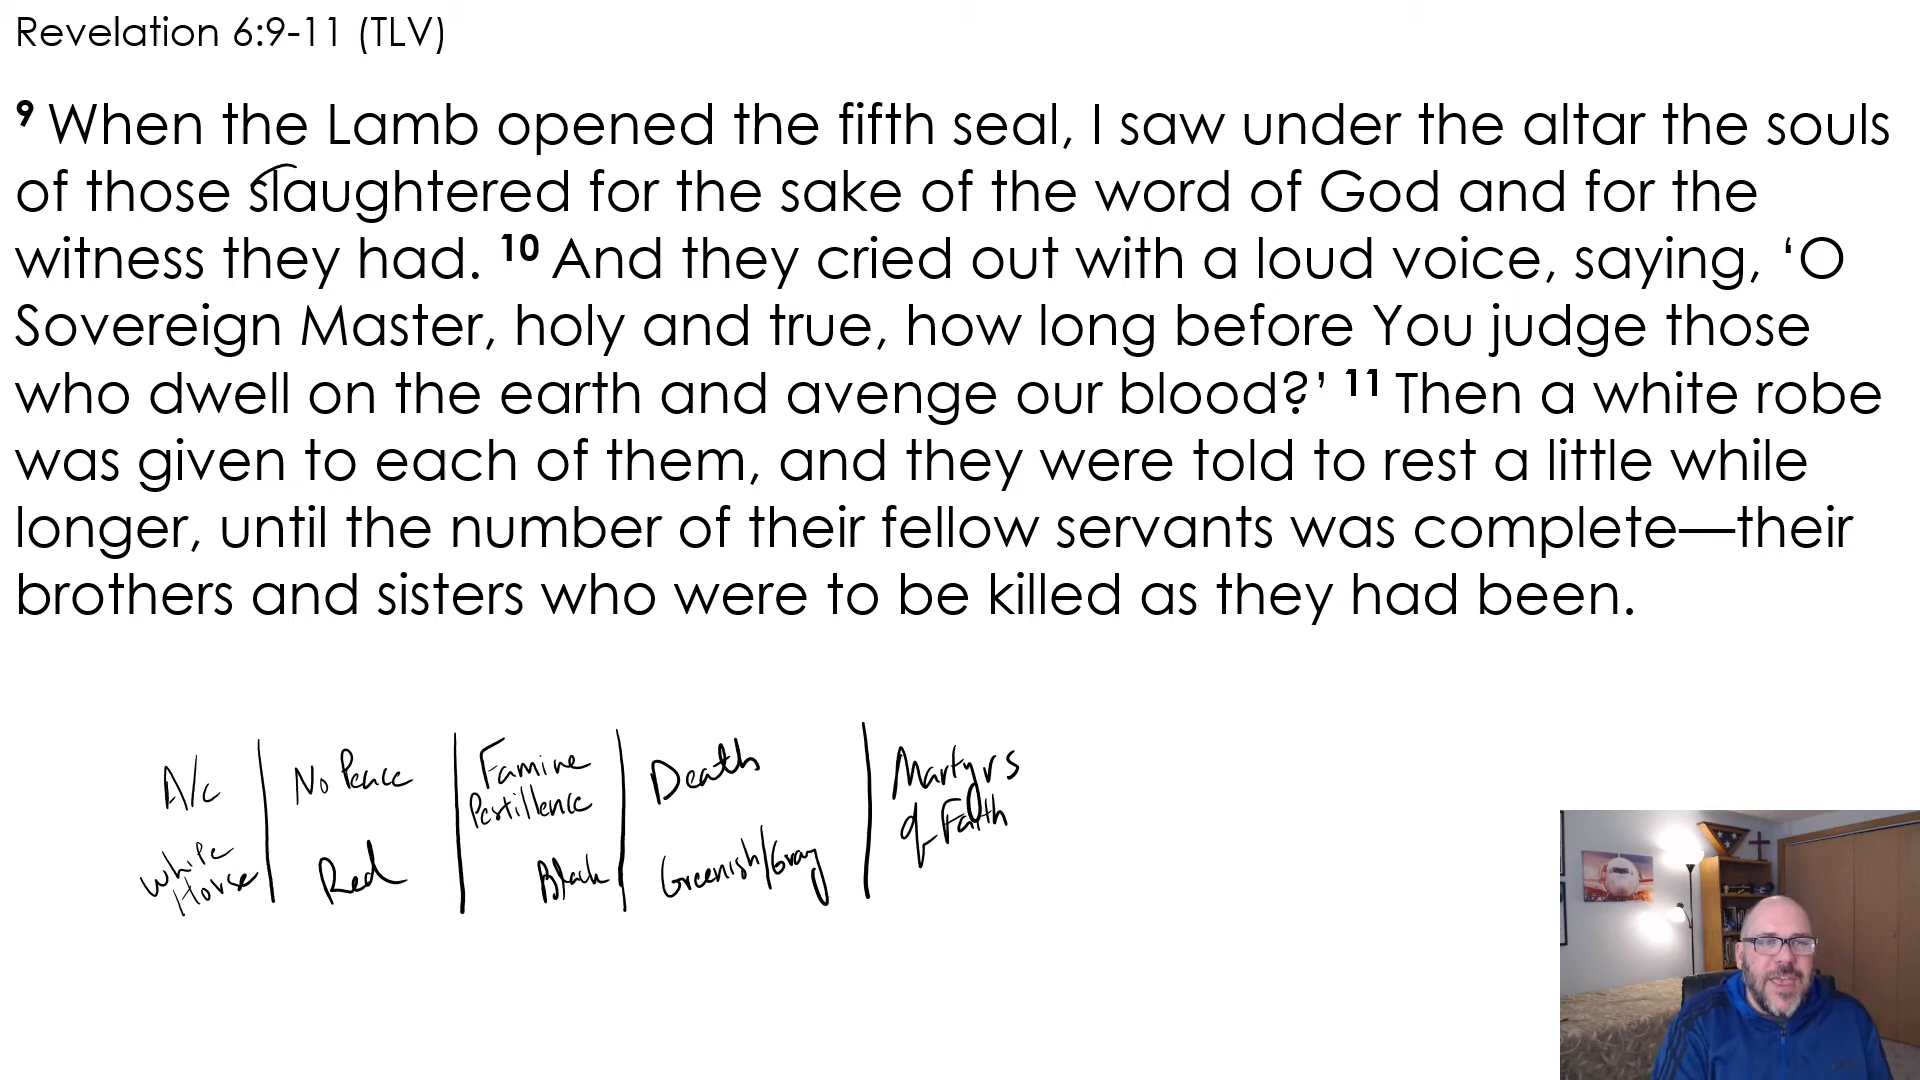 Revelation 6:9-11 (TLV)
9 When the Lamb opened the fifth seal, I saw under the altar the souls
of those slaughtered for the sake of the word of God and for the
witness they had. 10 And they cried out with a loud voice, saying, ‘O
Sovereign Master, holy and true, how long before You judge those
who dwell on the earth and avenge our blood?’ 11 Then a white robe
was given to each of them, and they were told to rest a little while
longer, until the number of their fellow servants was complete—their
brothers and sisters who were to be killed as they had been.
A/c
White
Horse
No Peace
Red
Famine
Pestillence
Black
Death
Greenish/Gray
Martyrs
of Faith